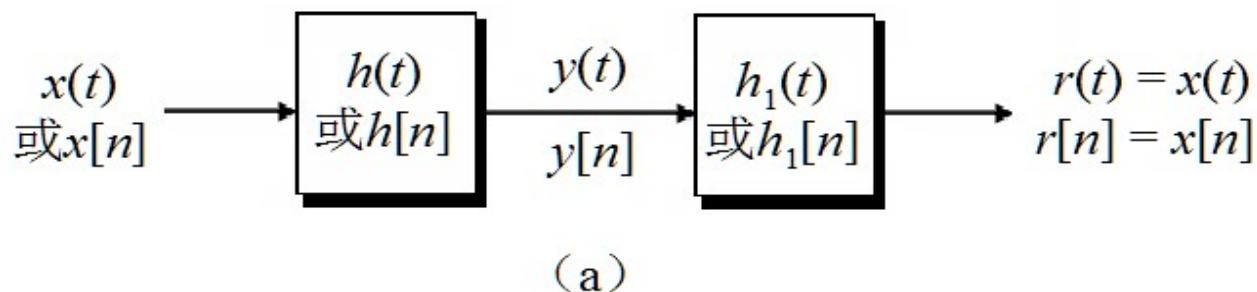 x(t)
或x[n]
h(t)
或h[n]
y(t)
y[n]
h₁(t)
或h₁[n]
r(t) = x(t)
r[n] = x[n]
（a）